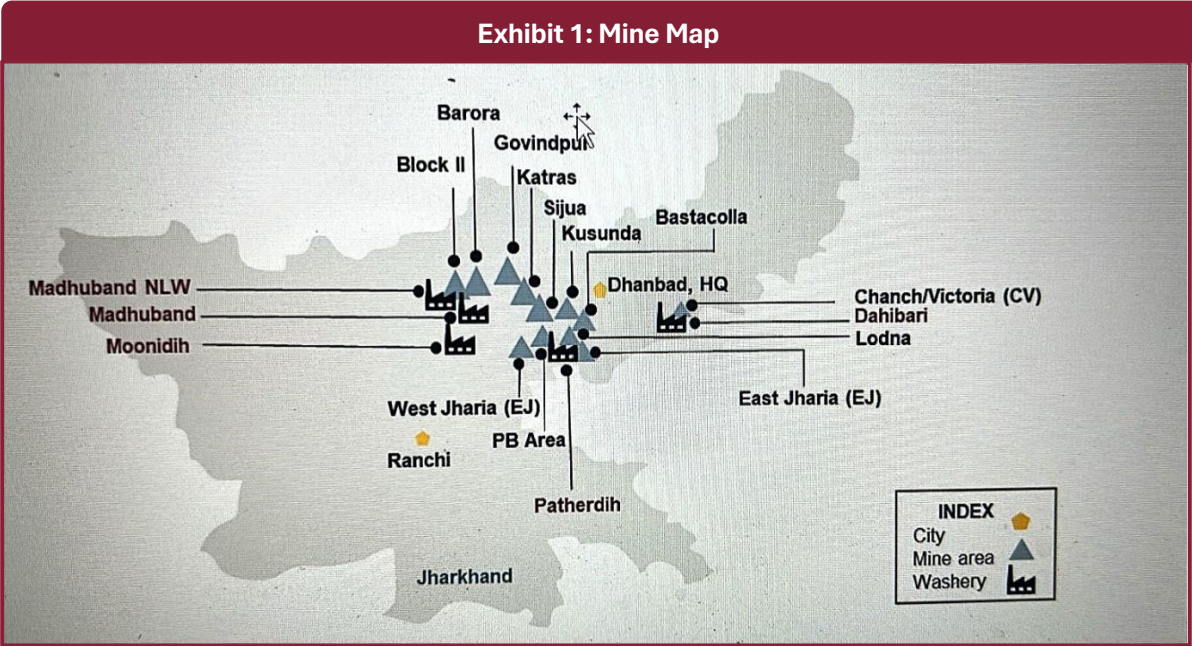 Exhibit 1: Mine Map
Barora
Govindpur
Block II
Katras
Sijua
Bastacolla
Kusunda
Madhuband NLW
Dhanbad, HQ
Chanch/Victoria (CV)
Madhuband
Dahibari
Moonidih
Lodna
East Jharia (EJ)
West Jharia (EJ)
PB Area
Ranchi
Patherdih
INDEX
City
Mine area
Washery
Jharkhand